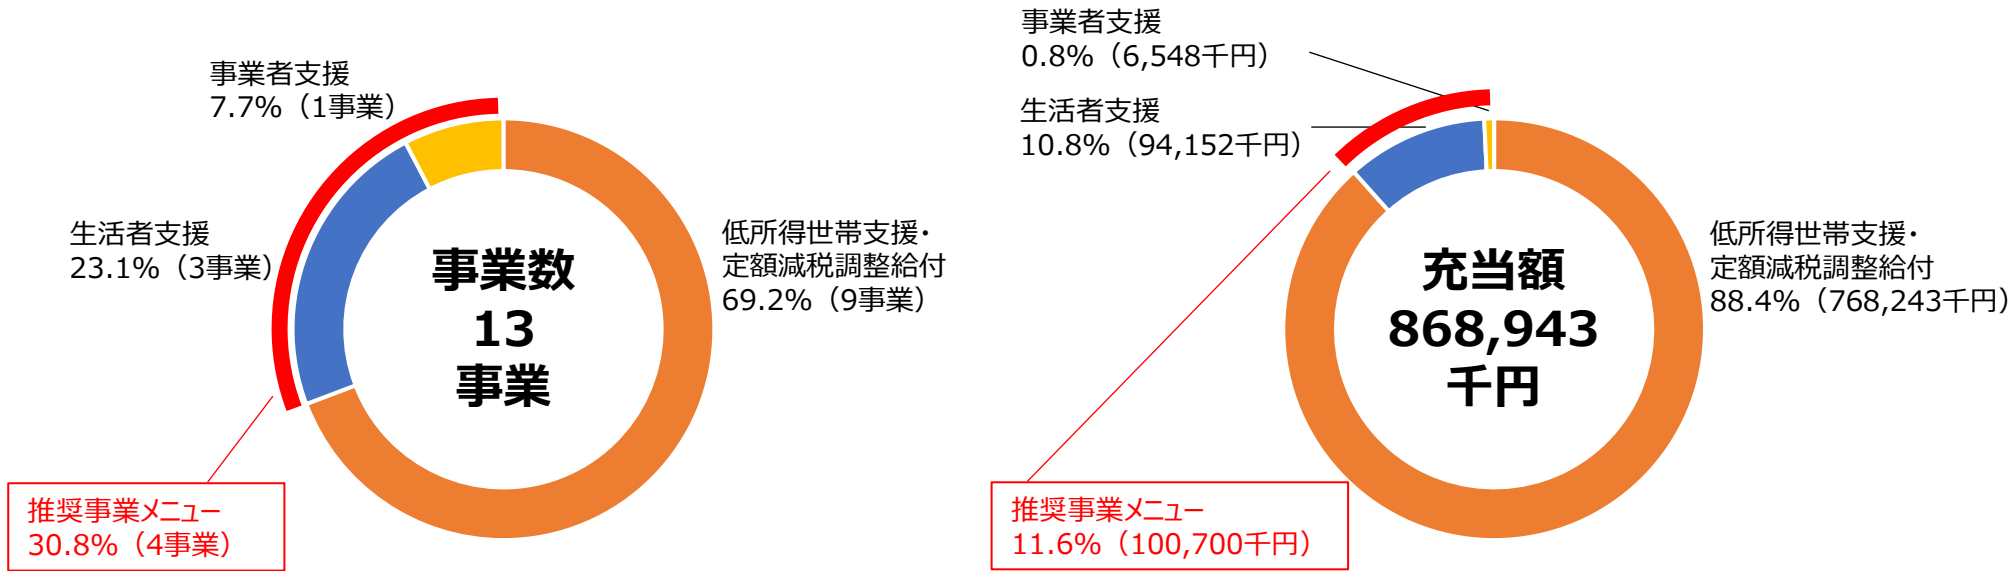 事業者支援
7.7%（1事業）
生活者支援
23.1%（3事業）
事業数
13
事業
低所得世帯支援・
定額減税調整給付
69.2%（9事業）
推奨事業メニュー
30.8%（4事業）
事業者支援
0.8%（6,548千円）
生活者支援
10.8%（94,152千円）
充当額
868,943
千円
低所得世帯支援・
定額減税調整給付
88.4%（768,243千円）
推奨事業メニュー
11.6%（100,700千円）